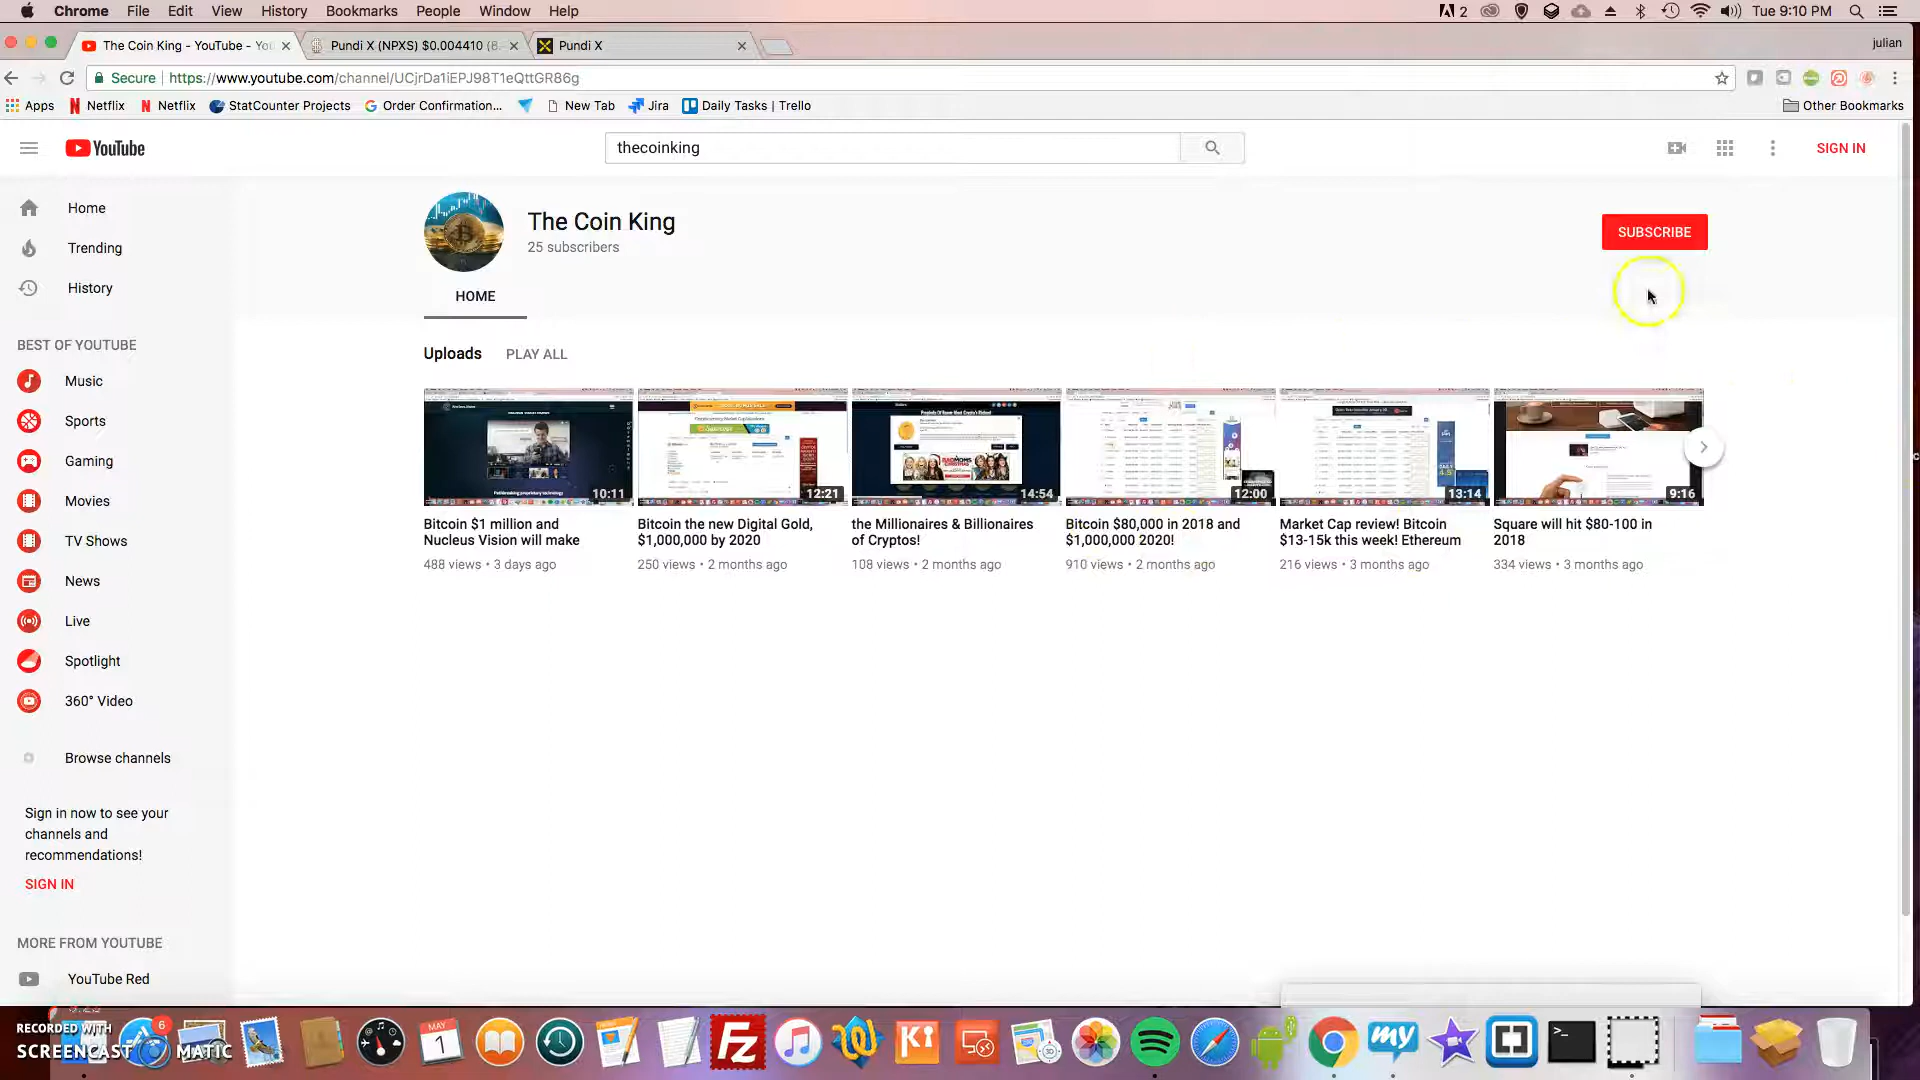 Chrome File Edit View History Bookmarks People Window Help
2 Tue 9:10 PM
The Coin King - YouTube - Yo
Pundi X (NPXS) $0.004410 (8.
Pundi X
julian
Secure https://www.youtube.com/channel/UCjrDa1iEPJ98T1eQttGR86g
Apps Netflix Netflix StatCounter Projects Order Confirmation... New Tab Jira Daily Tasks | Trello Other Bookmarks
YouTube
thecoinking
SIGN IN
Home
Trending
History
BEST OF YOUTUBE
Music
Sports
Gaming
Movies
TV Shows
News
Live
Spotlight
360° Video
Browse channels
Sign in now to see your
channels and
recommendations!
SIGN IN
MORE FROM YOUTUBE
YouTube Red
The Coin King
25 subscribers
SUBSCRIBE
HOME
Uploads PLAY ALL
10:11
Bitcoin $1 million and
Nucleus Vision will make
488 views • 3 days ago
12:21
Bitcoin the new Digital Gold,
$1,000,000 by 2020
250 views • 2 months ago
14:54
the Millionaires & Billionaires
of Cryptos!
108 views • 2 months ago
12:00
Bitcoin $80,000 in 2018 and
$1,000,000 2020!
910 views • 2 months ago
13:14
Market Cap review! Bitcoin
$13-15k this week! Ethereum
216 views • 3 months ago
9:16
Square will hit $80-100 in
2018
334 views • 3 months ago
RECORDED WITH
SCREENCAST MATIC
6
MAY
1
Fz
my